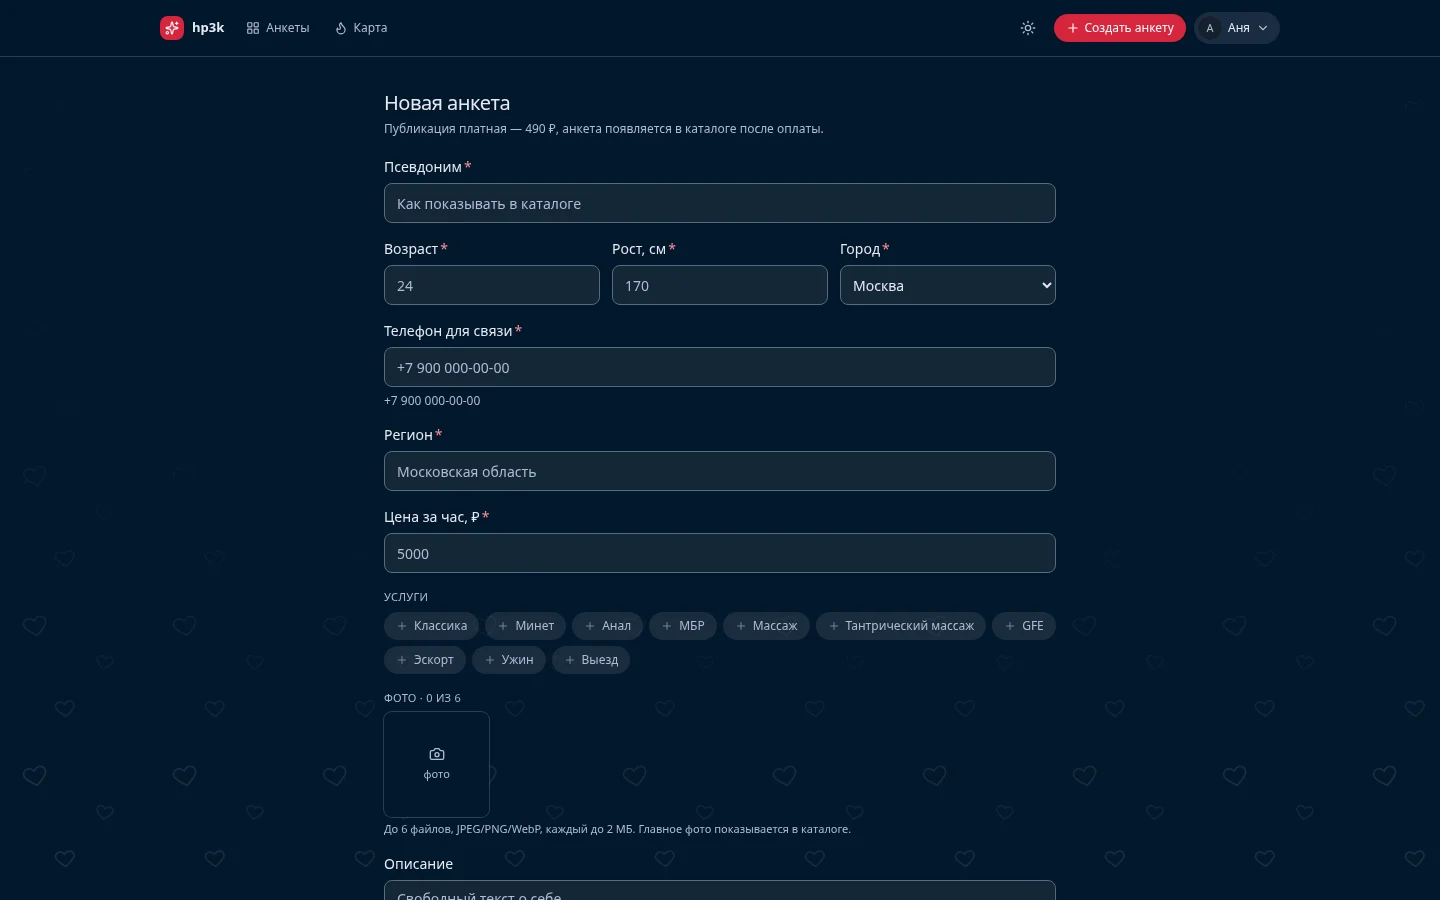 hp3k Анкеты Карта Создать анкету А Аня
Новая анкета
Публикация платная — 490 ₽, анкета появляется в каталоге после оплаты.
Псевдоним *
Как показывать в каталоге
Возраст * Рост, см * Город *
24 170 Москва
Телефон для связи *
+7 900 000-00-00
+7 900 000-00-00
Регион *
Московская область
Цена за час, ₽ *
5000
УСЛУГИ
+ Классика + Минет + Анал + МБР + Массаж + Тантрический массаж + GFE
+ Эскорт + Ужин + Выезд
ФОТО · 0 ИЗ 6
фото
До 6 файлов, JPEG/PNG/WebP, каждый до 2 МБ. Главное фото показывается в каталоге.
Описание
Свободный текст о себе